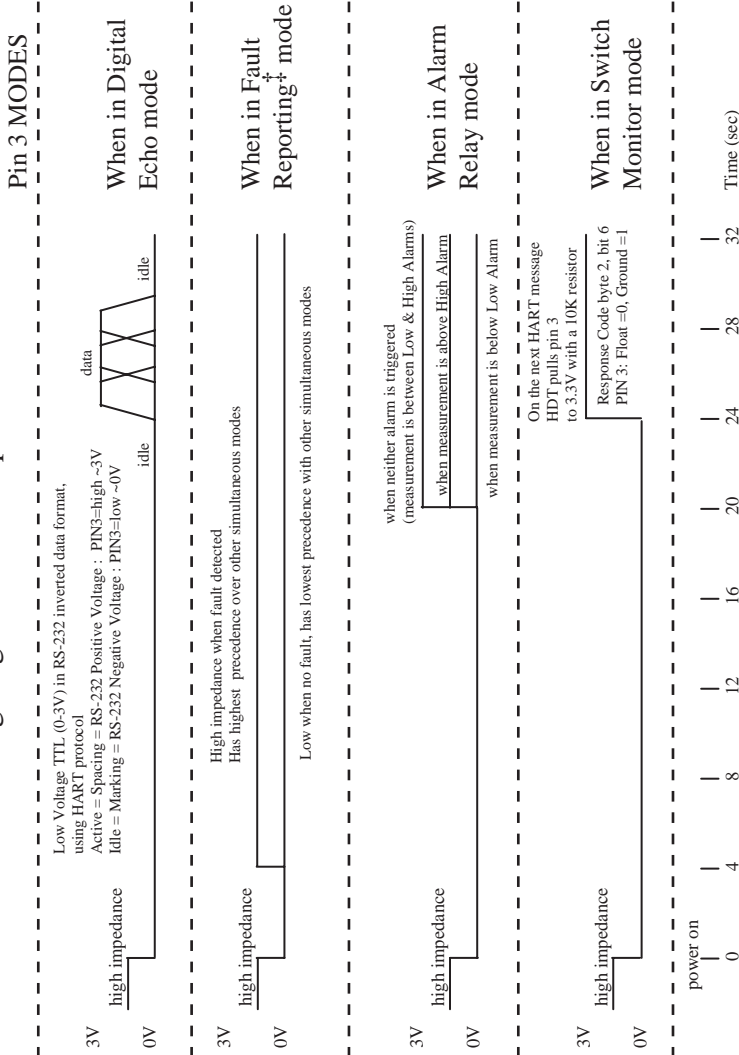 Pin 3 MODES
3V
0V
high impedance
Low Voltage TTL (0-3V) in RS-232 inverted data format,
using HART protocol
Active = Spacing = RS-232 Positive Voltage : PIN3=high ~3V
Idle = Marking = RS-232 Negative Voltage : PIN3=low ~0V
idle
data
idle
When in Digital
Echo mode
3V
0V
high impedance
High impedance when fault detected
Has highest precedence over other simultaneous modes
Low when no fault, has lowest precedence with other simultaneous modes
When in Fault
Reporting‡ mode
3V
0V
high impedance
when neither alarm is triggered
(measurement is between Low & High Alarms)
when measurement is above High Alarm
when measurement is below Low Alarm
When in Alarm
Relay mode
3V
0V
high impedance
On the next HART message
HDT pulls pin 3
to 3.3V with a 10K resistor
Response Code byte 2, bit 6
PIN 3: Float =0, Ground =1
When in Switch
Monitor mode
power on
0 4 8 12 16 20 24 28 32 Time (sec)